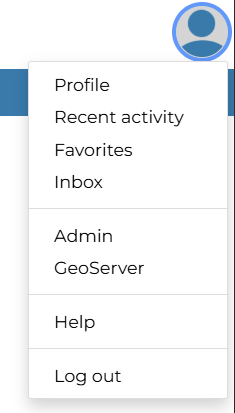 Profile
Recent activity
Favorites
Inbox
Admin
GeoServer
Help
Log out